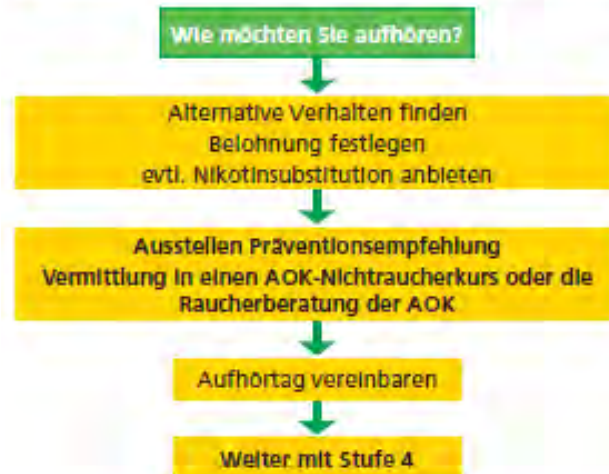 Wie möchten Sie aufhören?
Alternative Verhalten finden
Belohnung festlegen
evtl. Nikotinsubstitution anbieten
Ausstellen Präventionsempfehlung
Vermittlung in einen AOK-Nichtraucherkurs oder die
Raucherberatung der AOK
Aufhörtag vereinbaren
Weiter mit Stufe 4